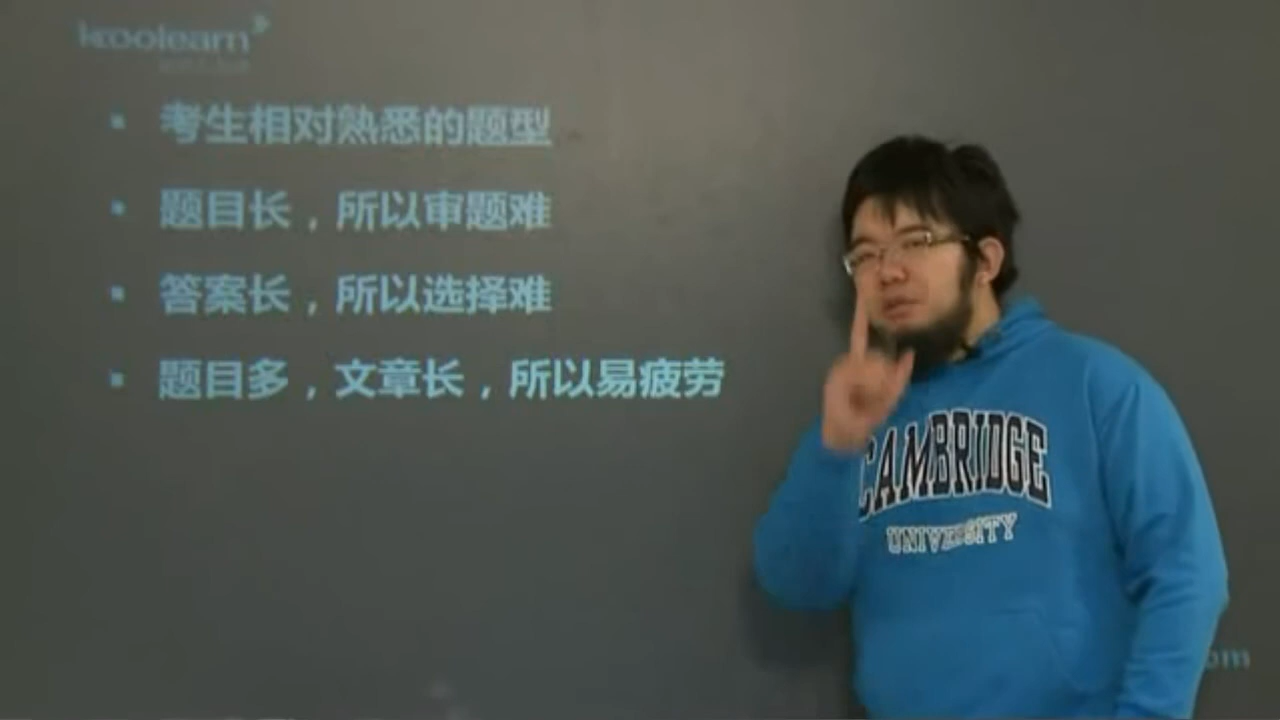 koolearn
考生相对熟悉的题型
题目长，所以审题难
答案长，所以选择难
题目多，文章长，所以易疲劳
CAMBRIDGE
UNIVERSITY
om